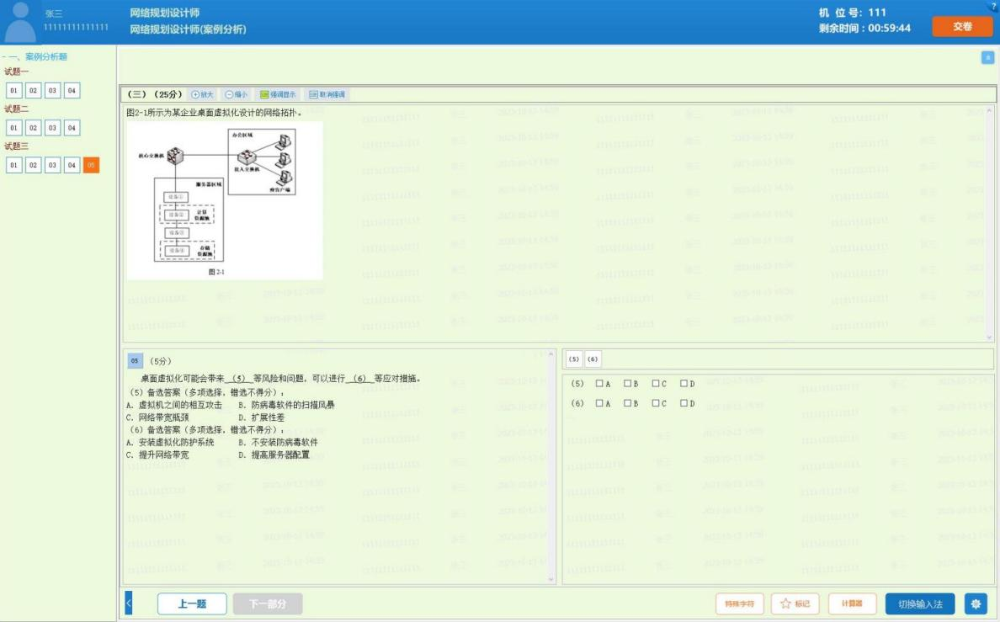 张三
11111111111111
网络规划设计师
网络规划设计师(案例分析)
机 位 号: 111
剩余时间 : 00:59:44
交卷
?
- 一、案例分析题
试题一
01 02 03 04
试题二
01 02 03 04
试题三
01 02 03 04 05
(三) (25分) 放大 缩小 强调显示 取消强调
图2-1所示为某企业桌面虚拟化设计的网络拓扑。
办公区域
核心交换机
接入交换机
瘦客户端
服务器区域
设备①
设备②
计算
资源池
设备③
设备④
存储
资源池
图 2-1
05 (5分)
桌面虚拟化可能会带来 (5) 等风险和问题, 可以进行 (6) 等应对措施。
(5) 备选答案 (多项选择, 错选不得分) :
A. 虚拟机之间的相互攻击 B. 防病毒软件的扫描风暴
C. 网络带宽瓶颈 D. 扩展性差
(6) 备选答案 (多项选择, 错选不得分) :
A. 安装虚拟化防护系统 B. 不安装防病毒软件
C. 提升网络带宽 D. 提高服务器配置
(5) (6)
(5) A B C D
(6) A B C D
上一题
下一部分
特殊字符
标记
计算器
切换输入法